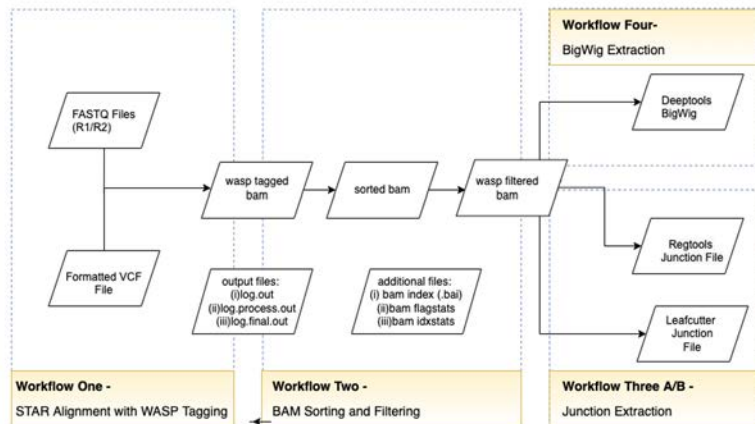 Workflow Four-
BigWig Extraction
FASTQ Files
(R1/R2)
Deeptools
BigWig
wasp tagged
bam
sorted bam
wasp filtered
bam
Regtools
Junction File
Formatted VCF
File
output files:
(i)log.out
(ii)log.process.out
(iii)log.final.out
additional files:
(i) bam index (.bai)
(ii)bam flagstats
(iii)bam idxstats
Leafcutter
Junction
File
Workflow One -
STAR Alignment with WASP Tagging
Workflow Two -
BAM Sorting and Filtering
Workflow Three A/B -
Junction Extraction